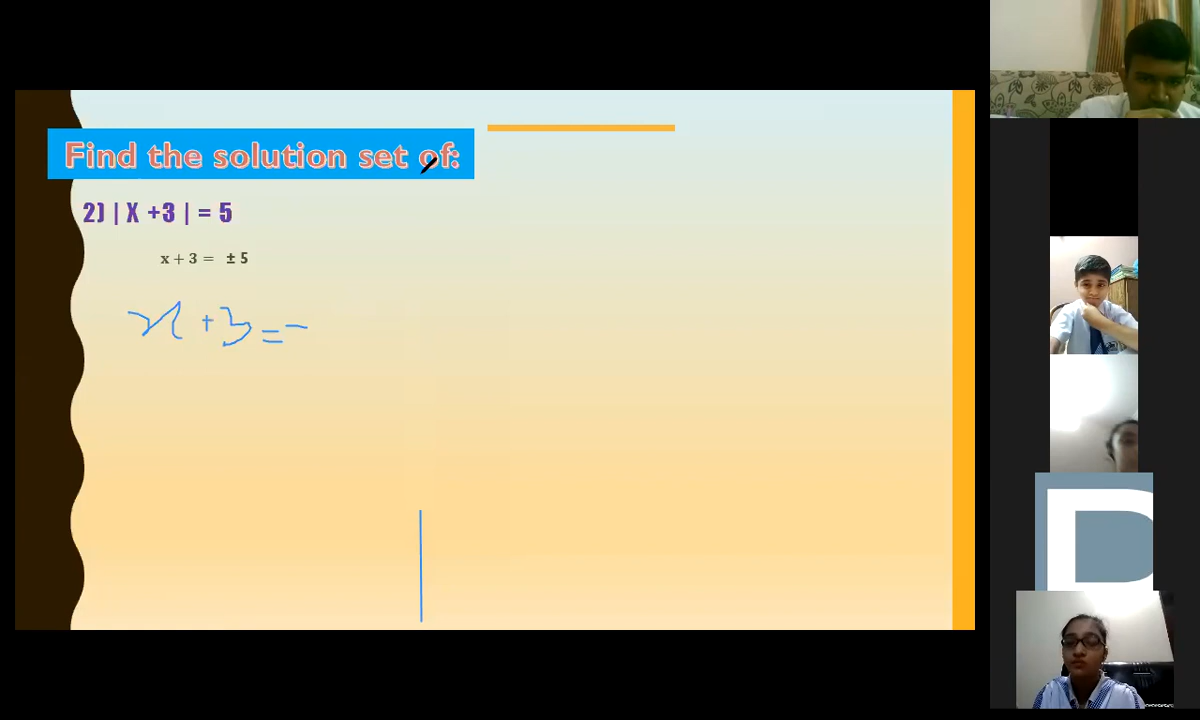 Find the solution set of:
2) | X +3 | = 5
x + 3 = ± 5
x + 3 = -